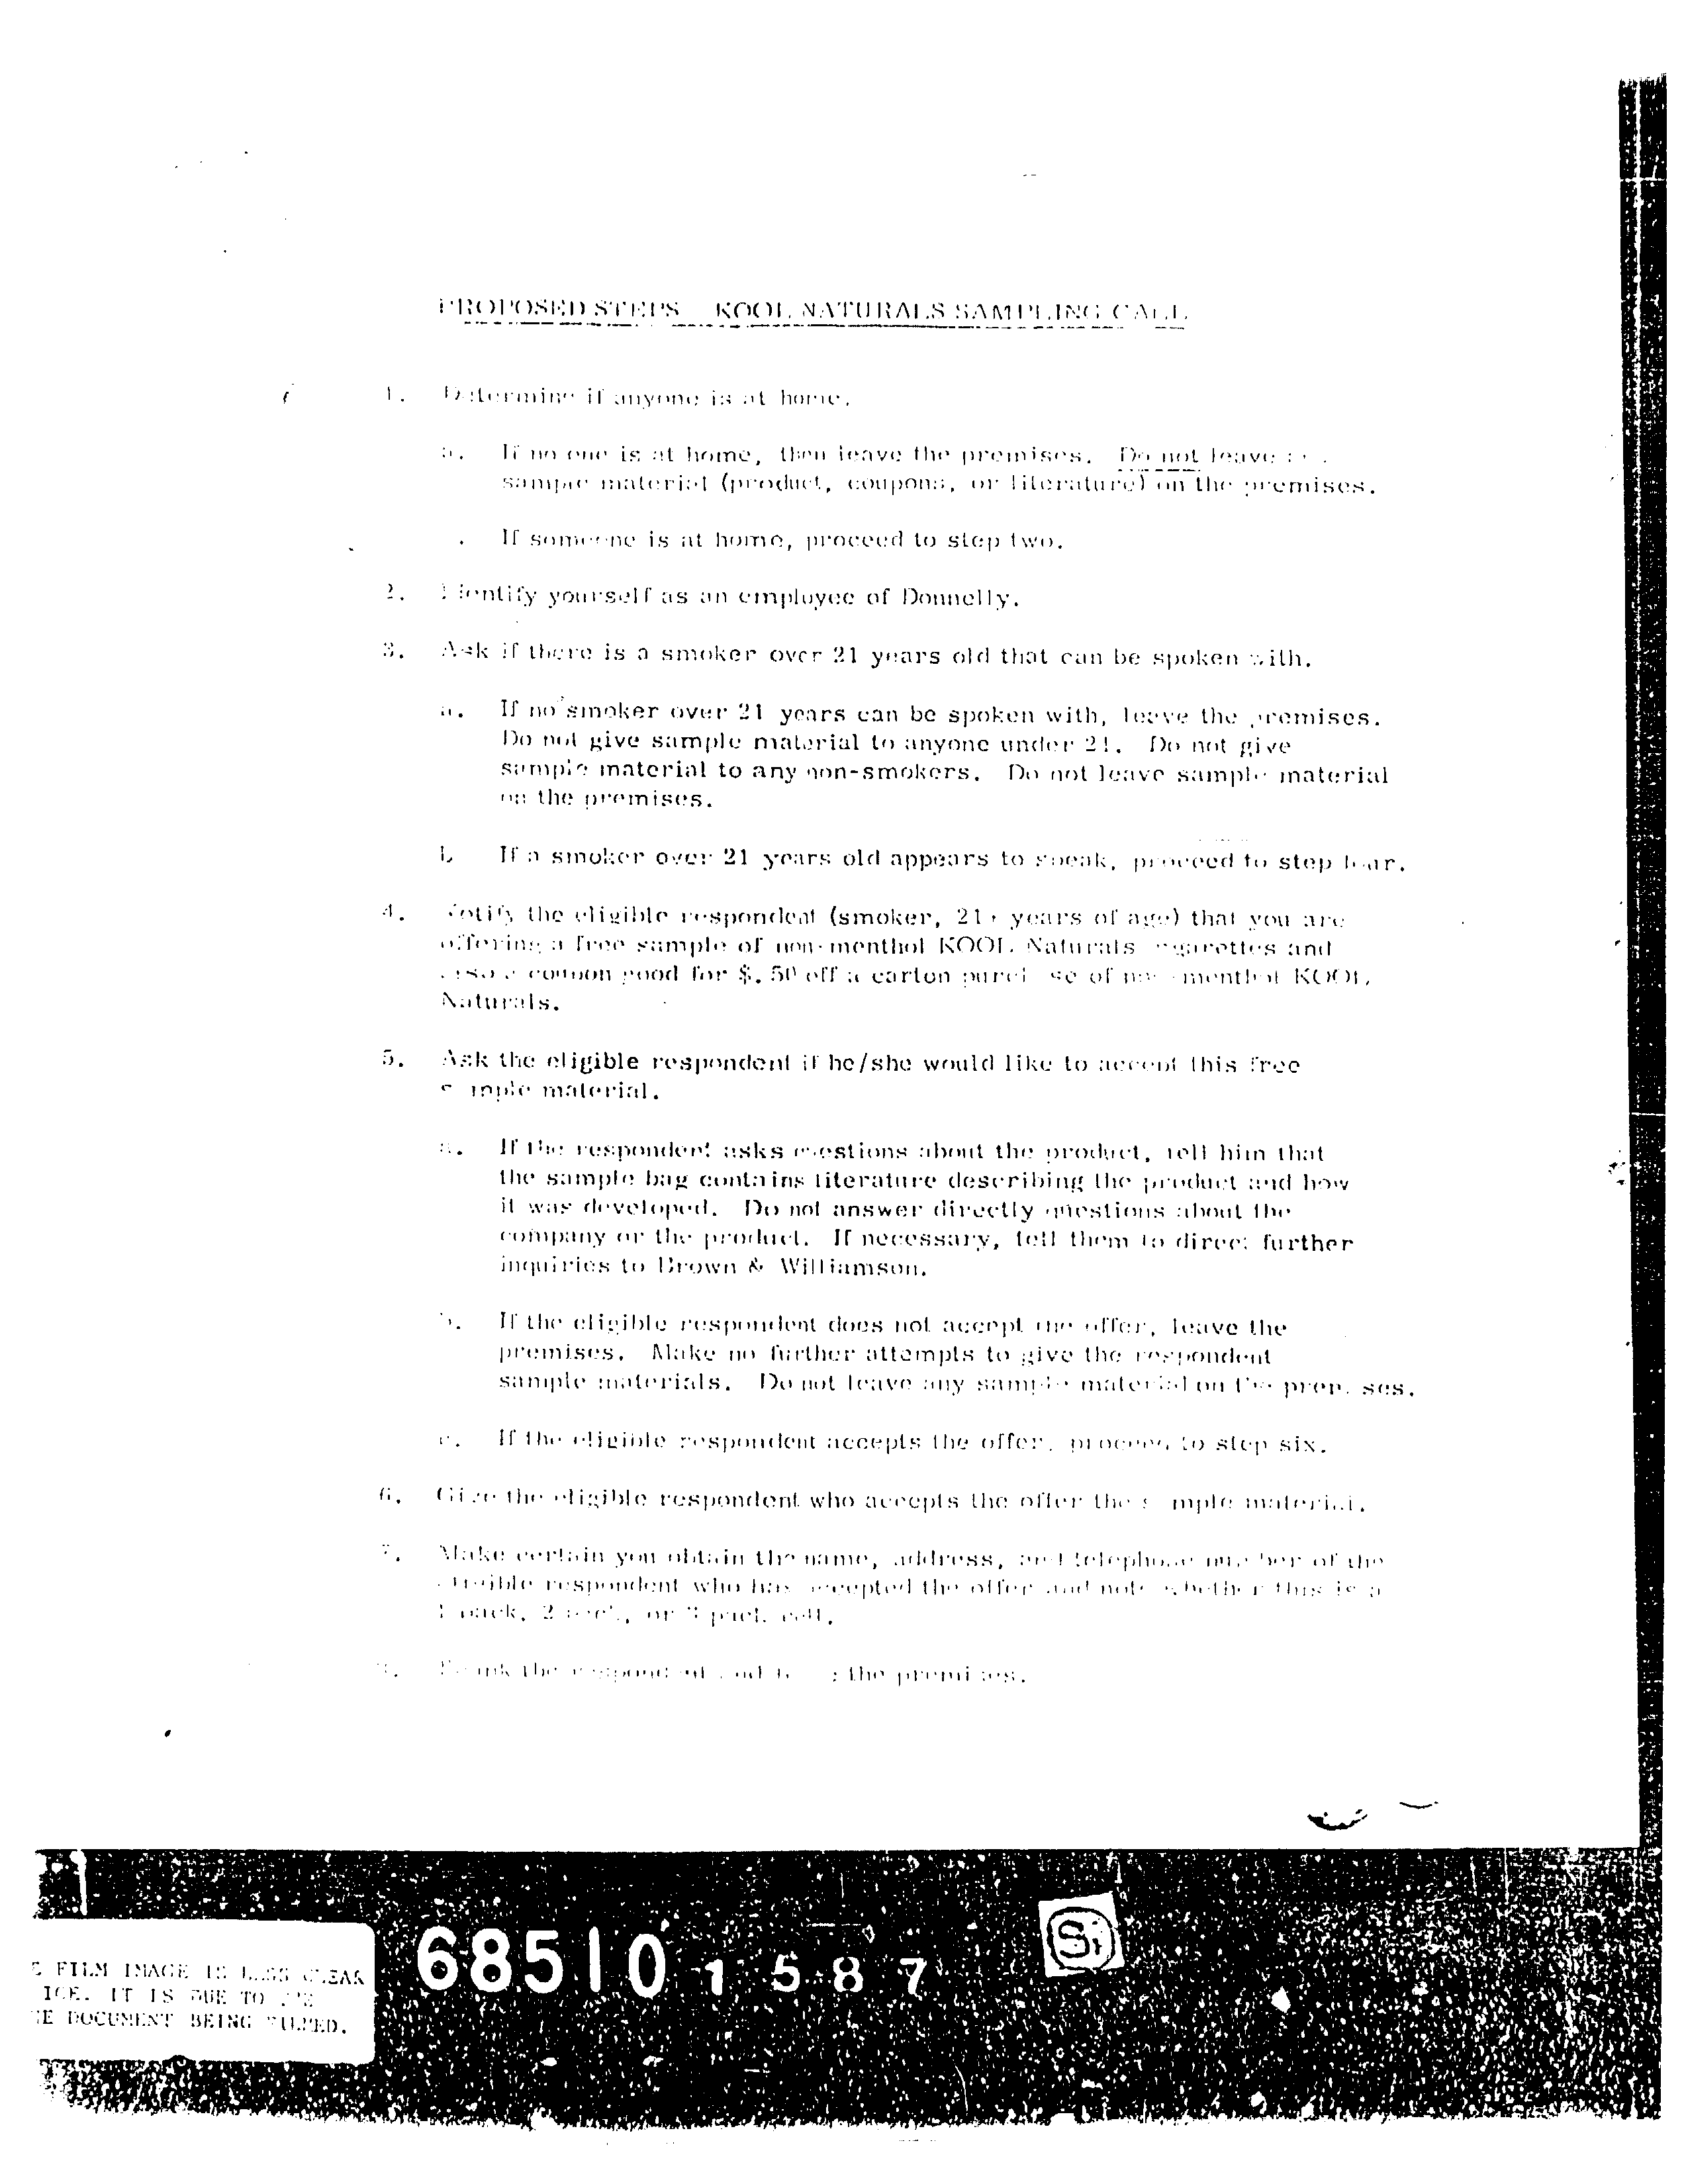 PROPOSED STEPS KOOL NATURALS SAMPLING CALL
1. Determine if anyone is at home.
a. If no one is at home, then leave the premises. Do not leave
sample material (product, coupons, or literature) on the premises.
. If someone is at home, proceed to step two.
2. Identify yourself as an employee of Donnelly.
3. Ask if there is a smoker over 21 years old that can be spoken with.
a. If no smoker over 21 years can be spoken with, leave the premises.
Do not give sample material to anyone under 21. Do not give
sample material to any non-smokers. Do not leave sample material
on the premises.
b If a smoker over 21 years old appears to speak, proceed to step four.
4. Notify the eligible respondent (smoker, 21+ years of age) that you are
offering a free sample of non-menthol KOOL Naturals cigarettes and
also a coupon good for $.50 off a carton purchase of non-menthol KOOL
Naturals.
5. Ask the eligible respondent if he/she would like to accept this free
sample material.
a. If the respondent asks questions about the product, tell him that
the sample bag contains literature describing the product and how
it was developed. Do not answer directly questions about the
company or the product. If necessary, tell them to direct further
inquiries to Brown & Williamson.
b. If the eligible respondent does not accept the offer, leave the
premises. Make no further attempts to give the respondent
sample materials. Do not leave any sample material on the premises.
c. If the eligible respondent accepts the offer, proceed to step six.
6. Give the eligible respondent who accepts the offer the sample material.
7. Make certain you obtain the name, address, and telephone number of the
eligible respondent who has accepted the offer and note whether this is a
1 pack, 2 pack, or 3 pack call.
8. Thank the respondent and leave the premises.
68510 1587
Si
E FILM IMAGE IS LESS CLEAR
ICE. IT IS DUE TO THE
HE DOCUMENT BEING FILMED.